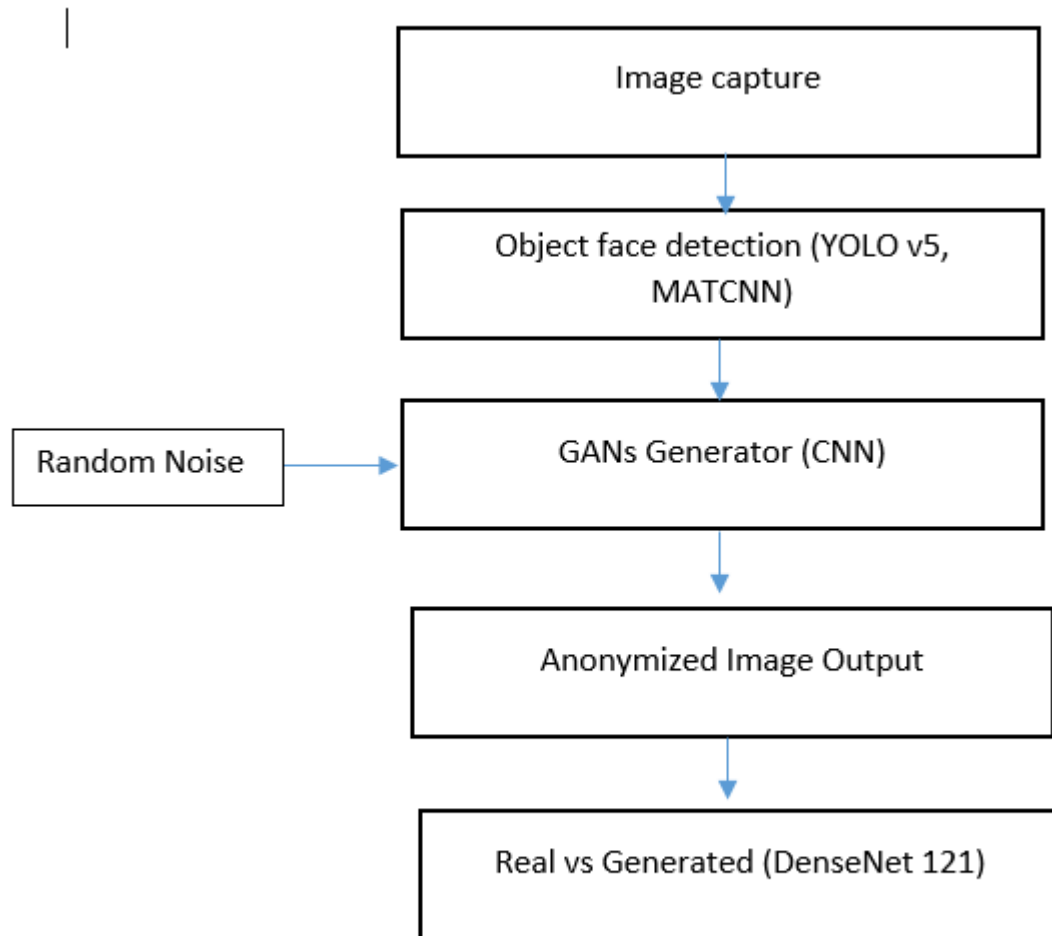 Image capture
Object face detection (YOLO v5,
MATCNN)
Random Noise
GANs Generator (CNN)
Anonymized Image Output
Real vs Generated (DenseNet 121)